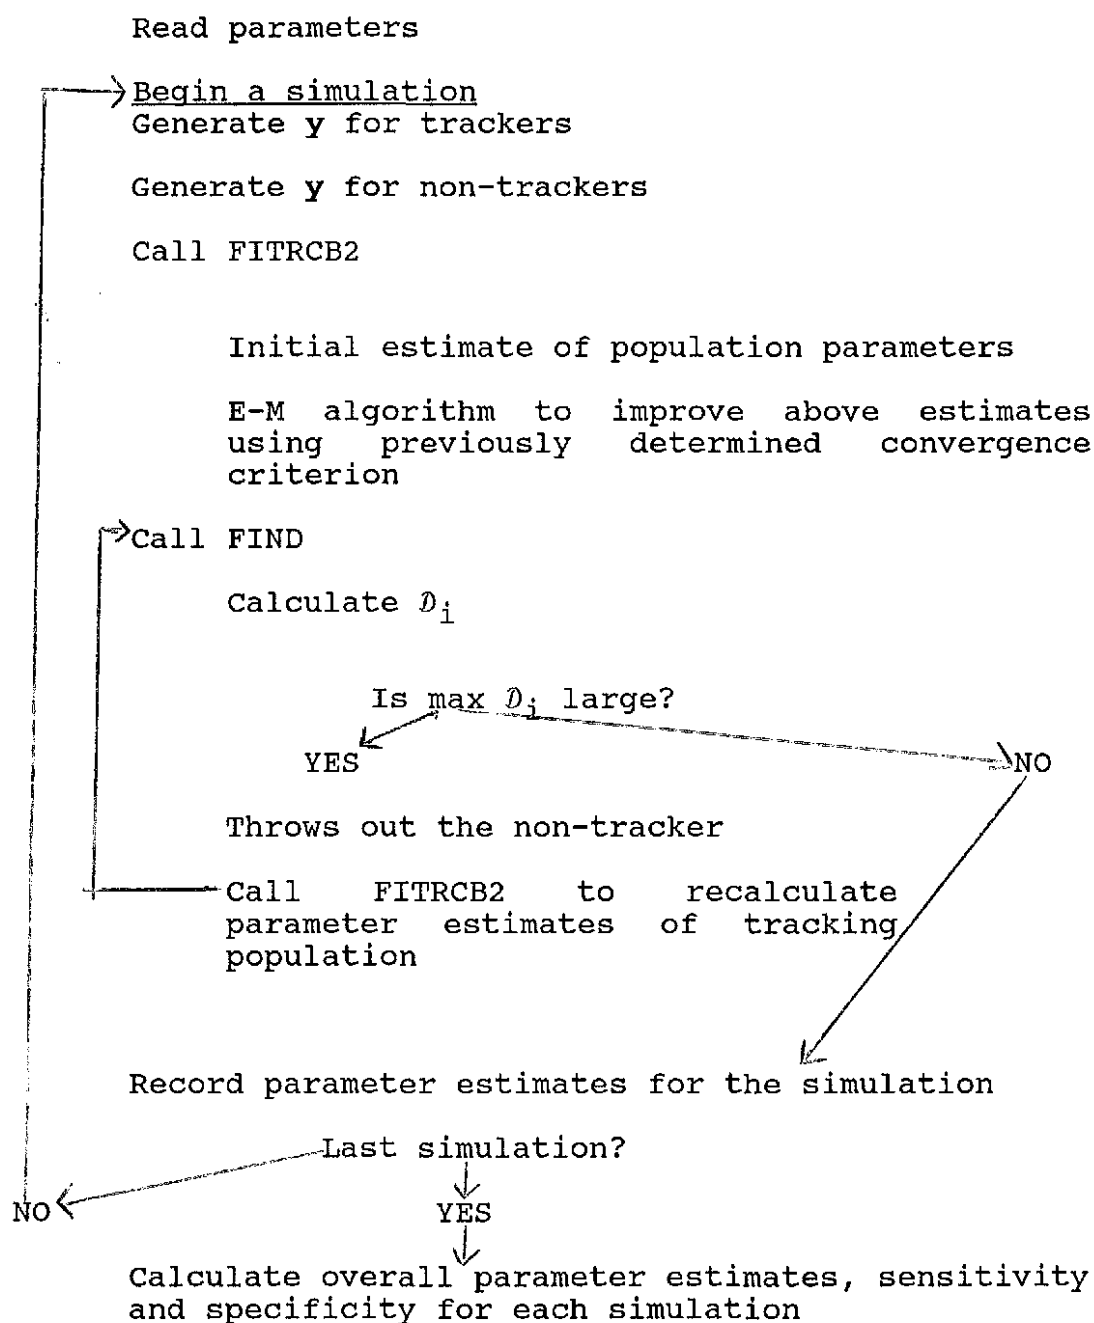 Read parameters
Begin a simulation
Generate y for trackers
Generate y for non-trackers
Call FITRCB2
Initial estimate of population parameters
E-M algorithm to improve above estimates
using previously determined convergence
criterion
Call FIND
Calculate 𝒟i
Is max 𝒟i large?
YES
NO
Throws out the non-tracker
Call FITRCB2 to recalculate
parameter estimates of tracking
population
Record parameter estimates for the simulation
Last simulation?
NO
YES
Calculate overall parameter estimates, sensitivity
and specificity for each simulation